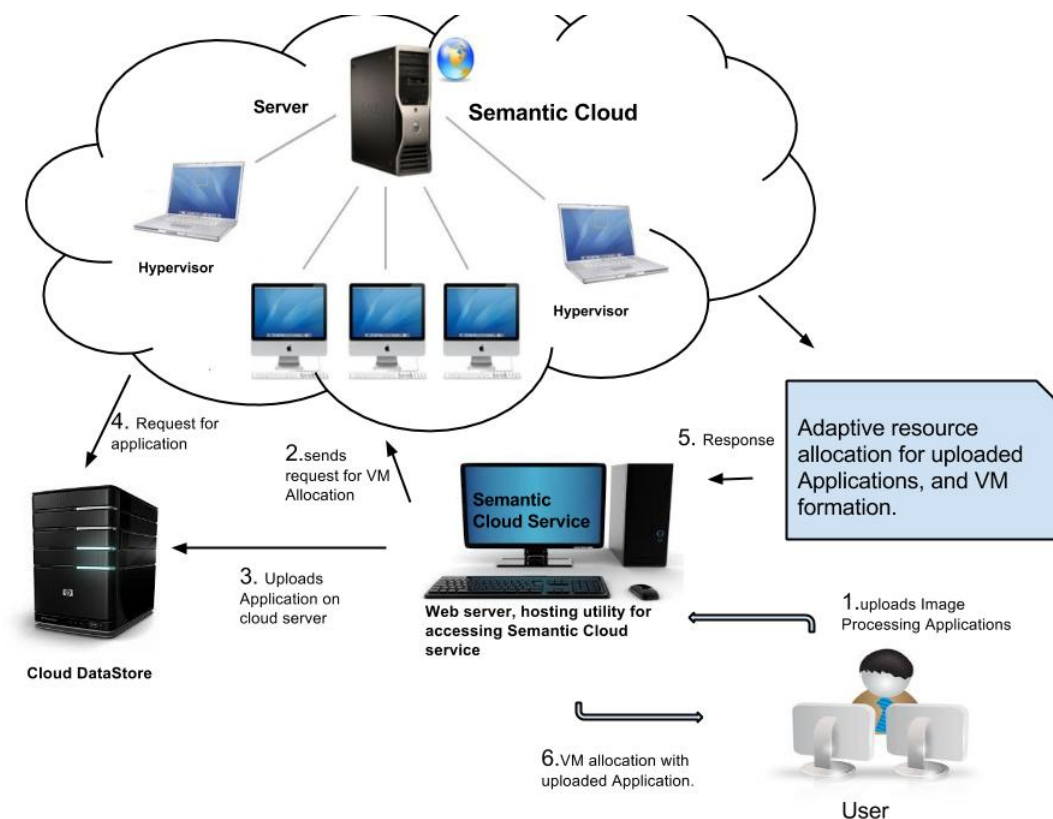 Server
Semantic Cloud
Hypervisor
Hypervisor
4. Request for
application
2.sends
request for VM
Allocation
5. Response
Adaptive resource
allocation for uploaded
Applications, and VM
formation.
Semantic
Cloud Service
3. Uploads
Application on
cloud server
Web server, hosting utility for
accessing Semantic Cloud
service
1.uploads Image
Processing Applications
Cloud DataStore
6.VM allocation with
uploaded Application.
User